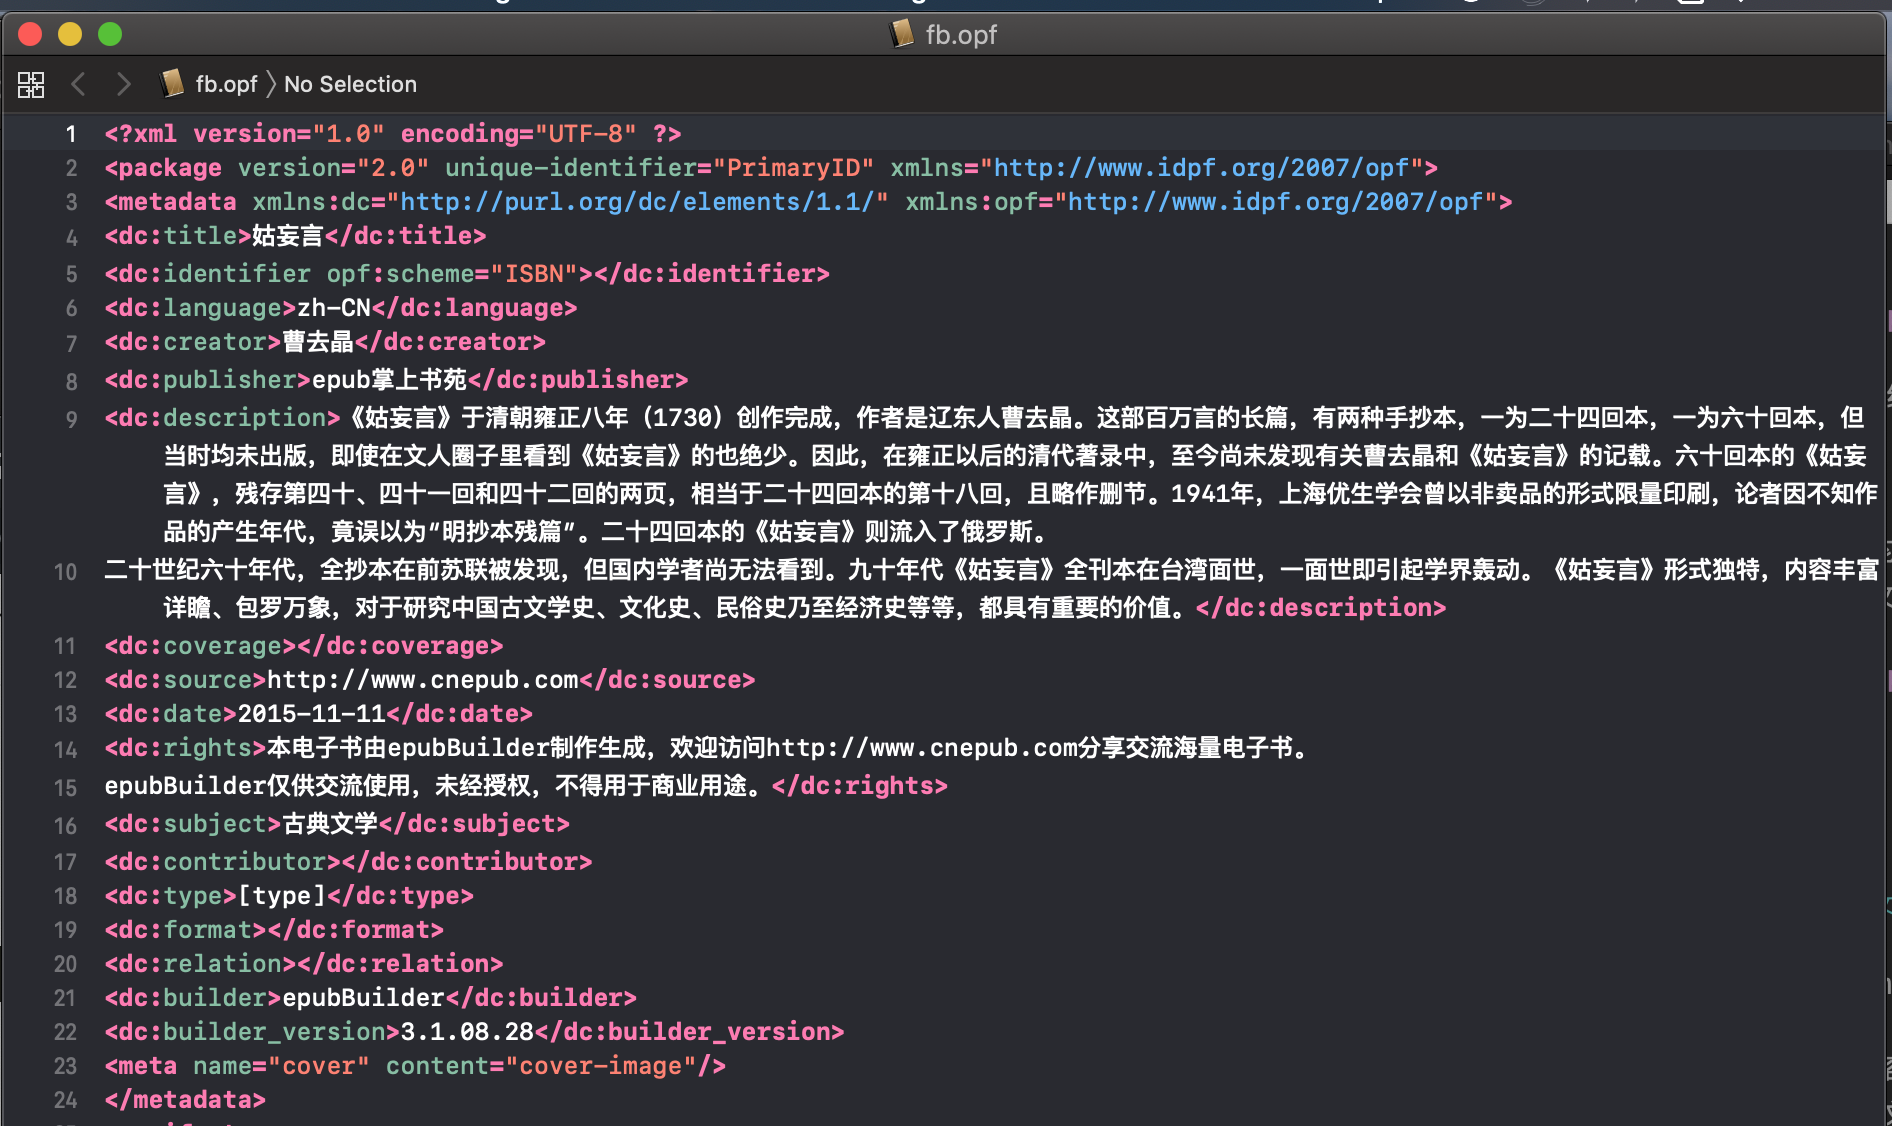 fb.opf
fb.opf 〉 No Selection
1 <?xml version="1.0" encoding="UTF-8" ?>
2 <package version="2.0" unique-identifier="PrimaryID" xmlns="http://www.idpf.org/2007/opf">
3 <metadata xmlns:dc="http://purl.org/dc/elements/1.1/" xmlns:opf="http://www.idpf.org/2007/opf">
4 <dc:title>姑妄言</dc:title>
5 <dc:identifier opf:scheme="ISBN"></dc:identifier>
6 <dc:language>zh-CN</dc:language>
7 <dc:creator>曹去晶</dc:creator>
8 <dc:publisher>epub掌上书苑</dc:publisher>
9 <dc:description>《姑妄言》于清朝雍正八年（1730）创作完成，作者是辽东人曹去晶。这部百万言的长篇，有两种手抄本，一为二十四回本，一为六十回本，但
当时均未出版，即使在文人圈子里看到《姑妄言》的也绝少。因此，在雍正以后的清代著录中，至今尚未发现有关曹去晶和《姑妄言》的记载。六十回本的《姑妄
言》，残存第四十、四十一回和四十二回的两页，相当于二十四回本的第十八回，且略作删节。1941年，上海优生学会曾以非卖品的形式限量印刷，论者因不知作
品的产生年代，竟误以为“明抄本残篇”。二十四回本的《姑妄言》则流入了俄罗斯。
10 二十世纪六十年代，全抄本在前苏联被发现，但国内学者尚无法看到。九十年代《姑妄言》全刊本在台湾面世，一面世即引起学界轰动。《姑妄言》形式独特，内容丰富
详瞻、包罗万象，对于研究中国古文学史、文化史、民俗史乃至经济史等等，都具有重要的价值。</dc:description>
11 <dc:coverage></dc:coverage>
12 <dc:source>http://www.cnepub.com</dc:source>
13 <dc:date>2015-11-11</dc:date>
14 <dc:rights>本电子书由epubBuilder制作生成，欢迎访问http://www.cnepub.com分享交流海量电子书。
15 epubBuilder仅供交流使用，未经授权，不得用于商业用途。</dc:rights>
16 <dc:subject>古典文学</dc:subject>
17 <dc:contributor></dc:contributor>
18 <dc:type>[type]</dc:type>
19 <dc:format></dc:format>
20 <dc:relation></dc:relation>
21 <dc:builder>epubBuilder</dc:builder>
22 <dc:builder_version>3.1.08.28</dc:builder_version>
23 <meta name="cover" content="cover-image"/>
24 </metadata>